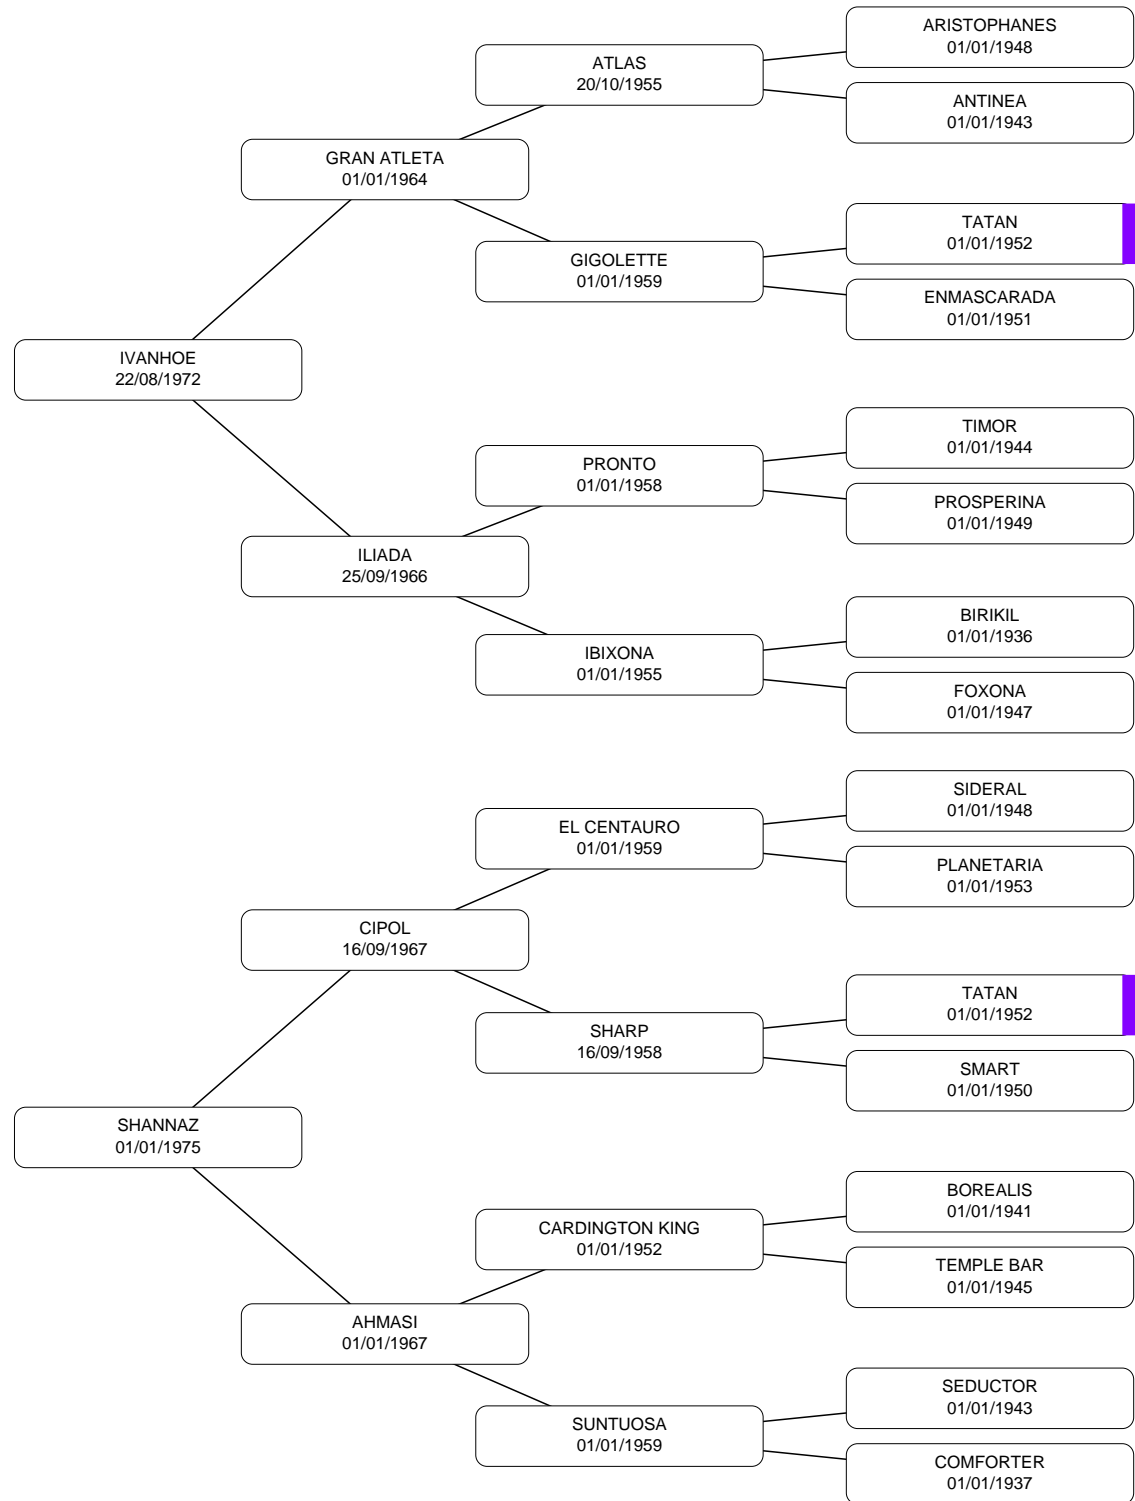 ARISTOPHANES
01/01/1948
ATLAS
20/10/1955
ANTINEA
01/01/1943
GRAN ATLETA
01/01/1964
TATAN
01/01/1952
GIGOLETTE
01/01/1959
ENMASCARADA
01/01/1951
IVANHOE
22/08/1972
TIMOR
01/01/1944
PRONTO
01/01/1958
PROSPERINA
01/01/1949
ILIADA
25/09/1966
BIRIKIL
01/01/1936
IBIXONA
01/01/1955
FOXONA
01/01/1947
SIDERAL
01/01/1948
EL CENTAURO
01/01/1959
PLANETARIA
01/01/1953
CIPOL
16/09/1967
TATAN
01/01/1952
SHARP
16/09/1958
SMART
01/01/1950
SHANNAZ
01/01/1975
BOREALIS
01/01/1941
CARDINGTON KING
01/01/1952
TEMPLE BAR
01/01/1945
AHMASI
01/01/1967
SEDUCTOR
01/01/1943
SUNTUOSA
01/01/1959
COMFORTER
01/01/1937